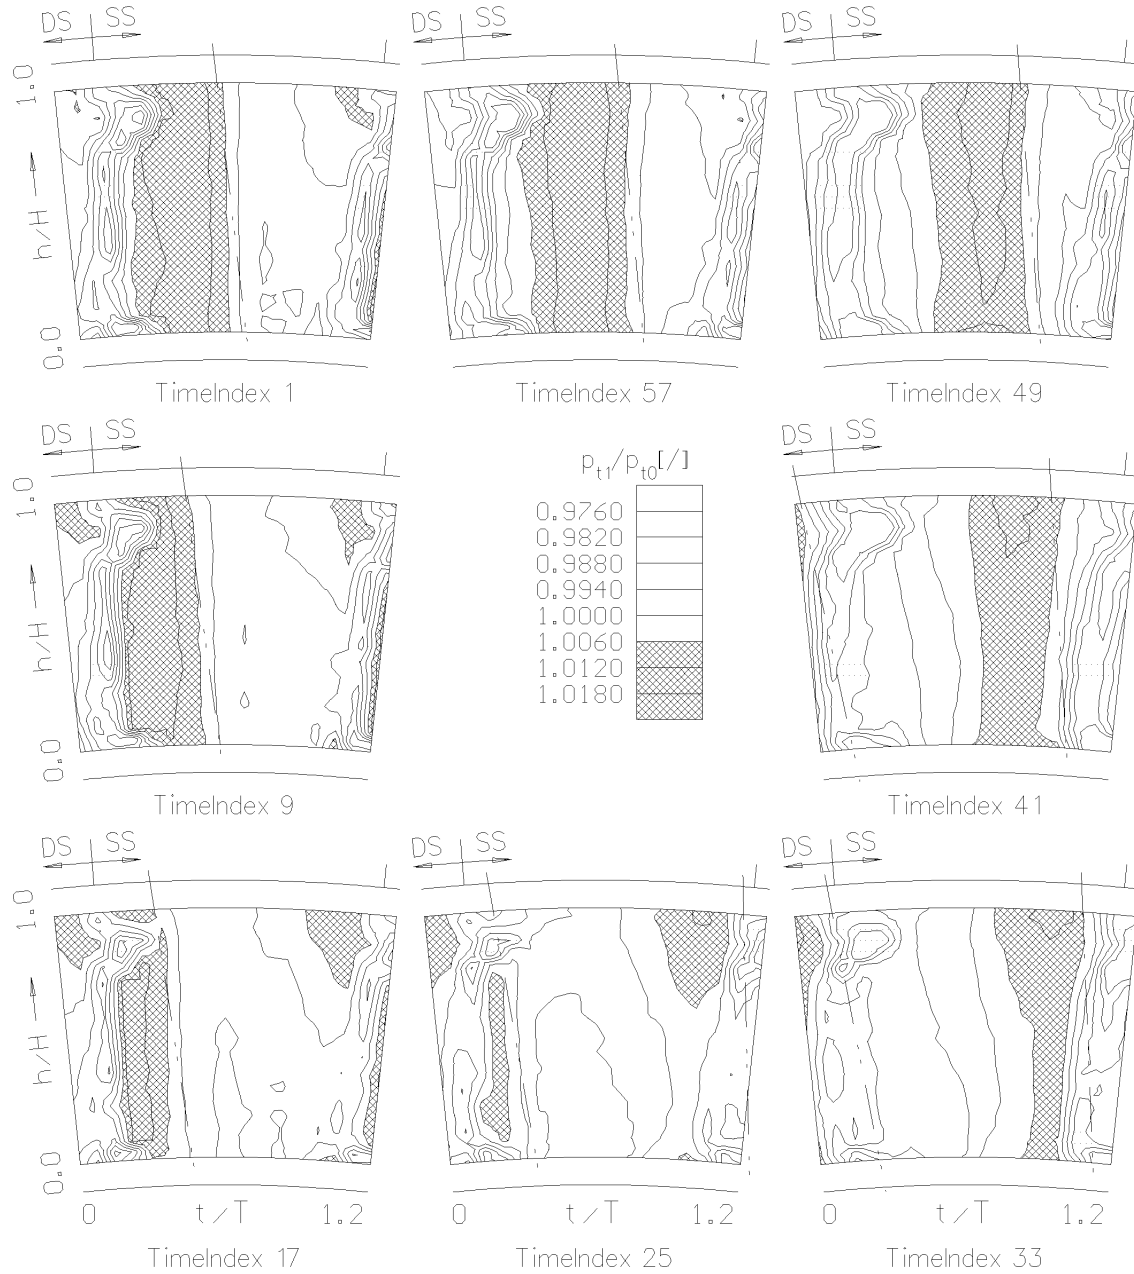 DS SS DS SS DS SS
1.0
h/H
0.0
TimeIndex 1 TimeIndex 57 TimeIndex 49
DS SS DS SS
1.0
h/H
0.0
p_t1/p_t0[/]
0.9760
0.9820
0.9880
0.9940
1.0000
1.0060
1.0120
1.0180
TimeIndex 9 TimeIndex 41
DS SS DS SS DS SS
1.0
h/H
0.0
0 t/T 1.2 0 t/T 1.2 0 t/T 1.2
TimeIndex 17 TimeIndex 25 TimeIndex 33